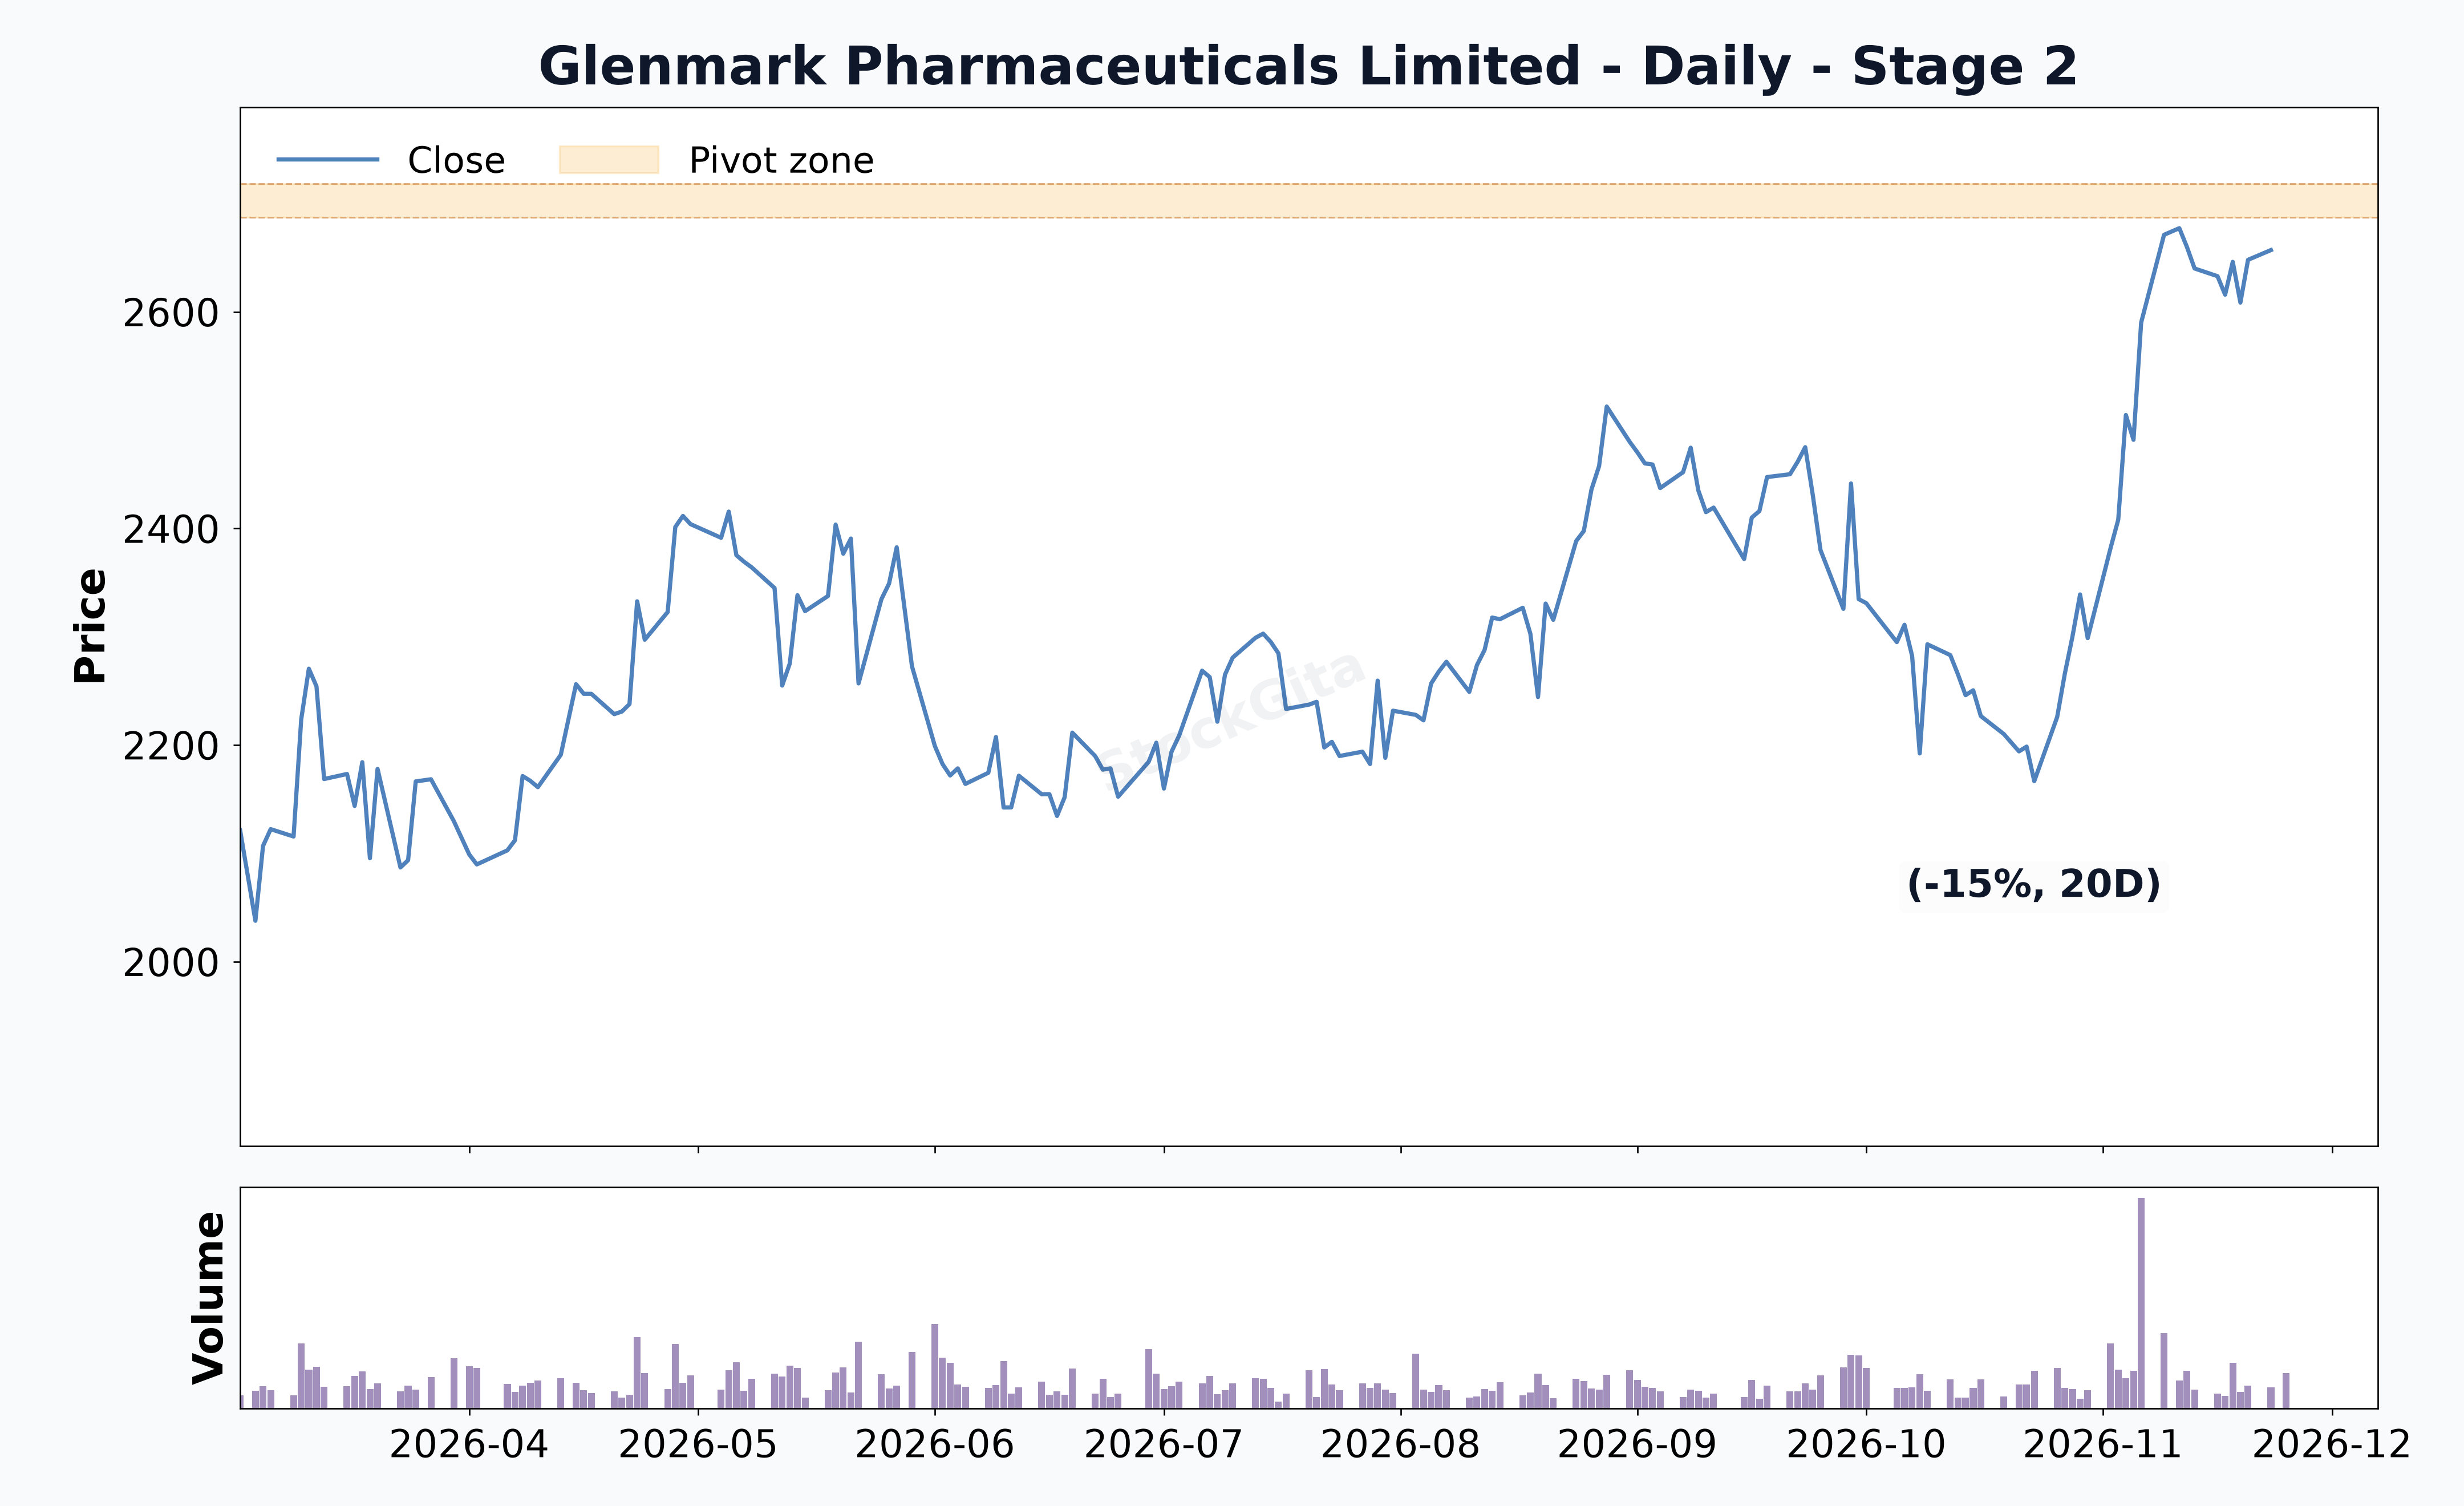 Glenmark Pharmaceuticals Limited - Daily - Stage 2
Close
Pivot zone
Price
2600
2400
2200
2000
StockGita
(-15%, 20D)
Volume
2026-04
2026-05
2026-06
2026-07
2026-08
2026-09
2026-10
2026-11
2026-12